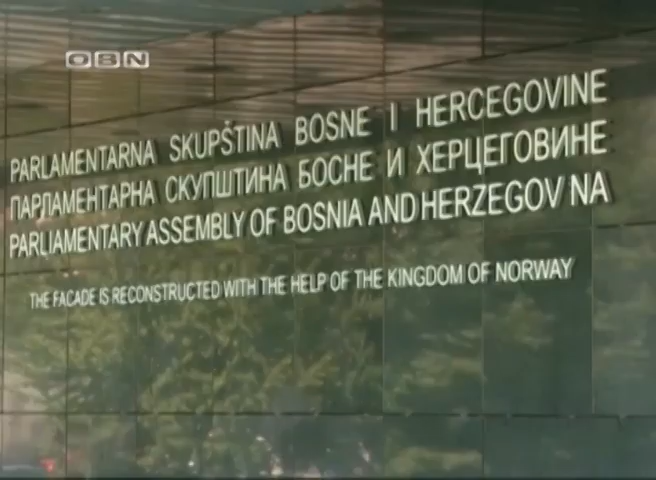 OBN
PARLAMENTARNA SKUPŠTINA BOSNE I HERCEGOVINE
ПАРЛАМЕНТАРНА СКУПШТИНА БОСНЕ И ХЕРЦЕГОВИНЕ
PARLIAMENTARY ASSEMBLY OF BOSNIA AND HERZEGOV NA
THE FACADE IS RECONSTRUCTED WITH THE HELP OF THE KINGDOM OF NORWAY